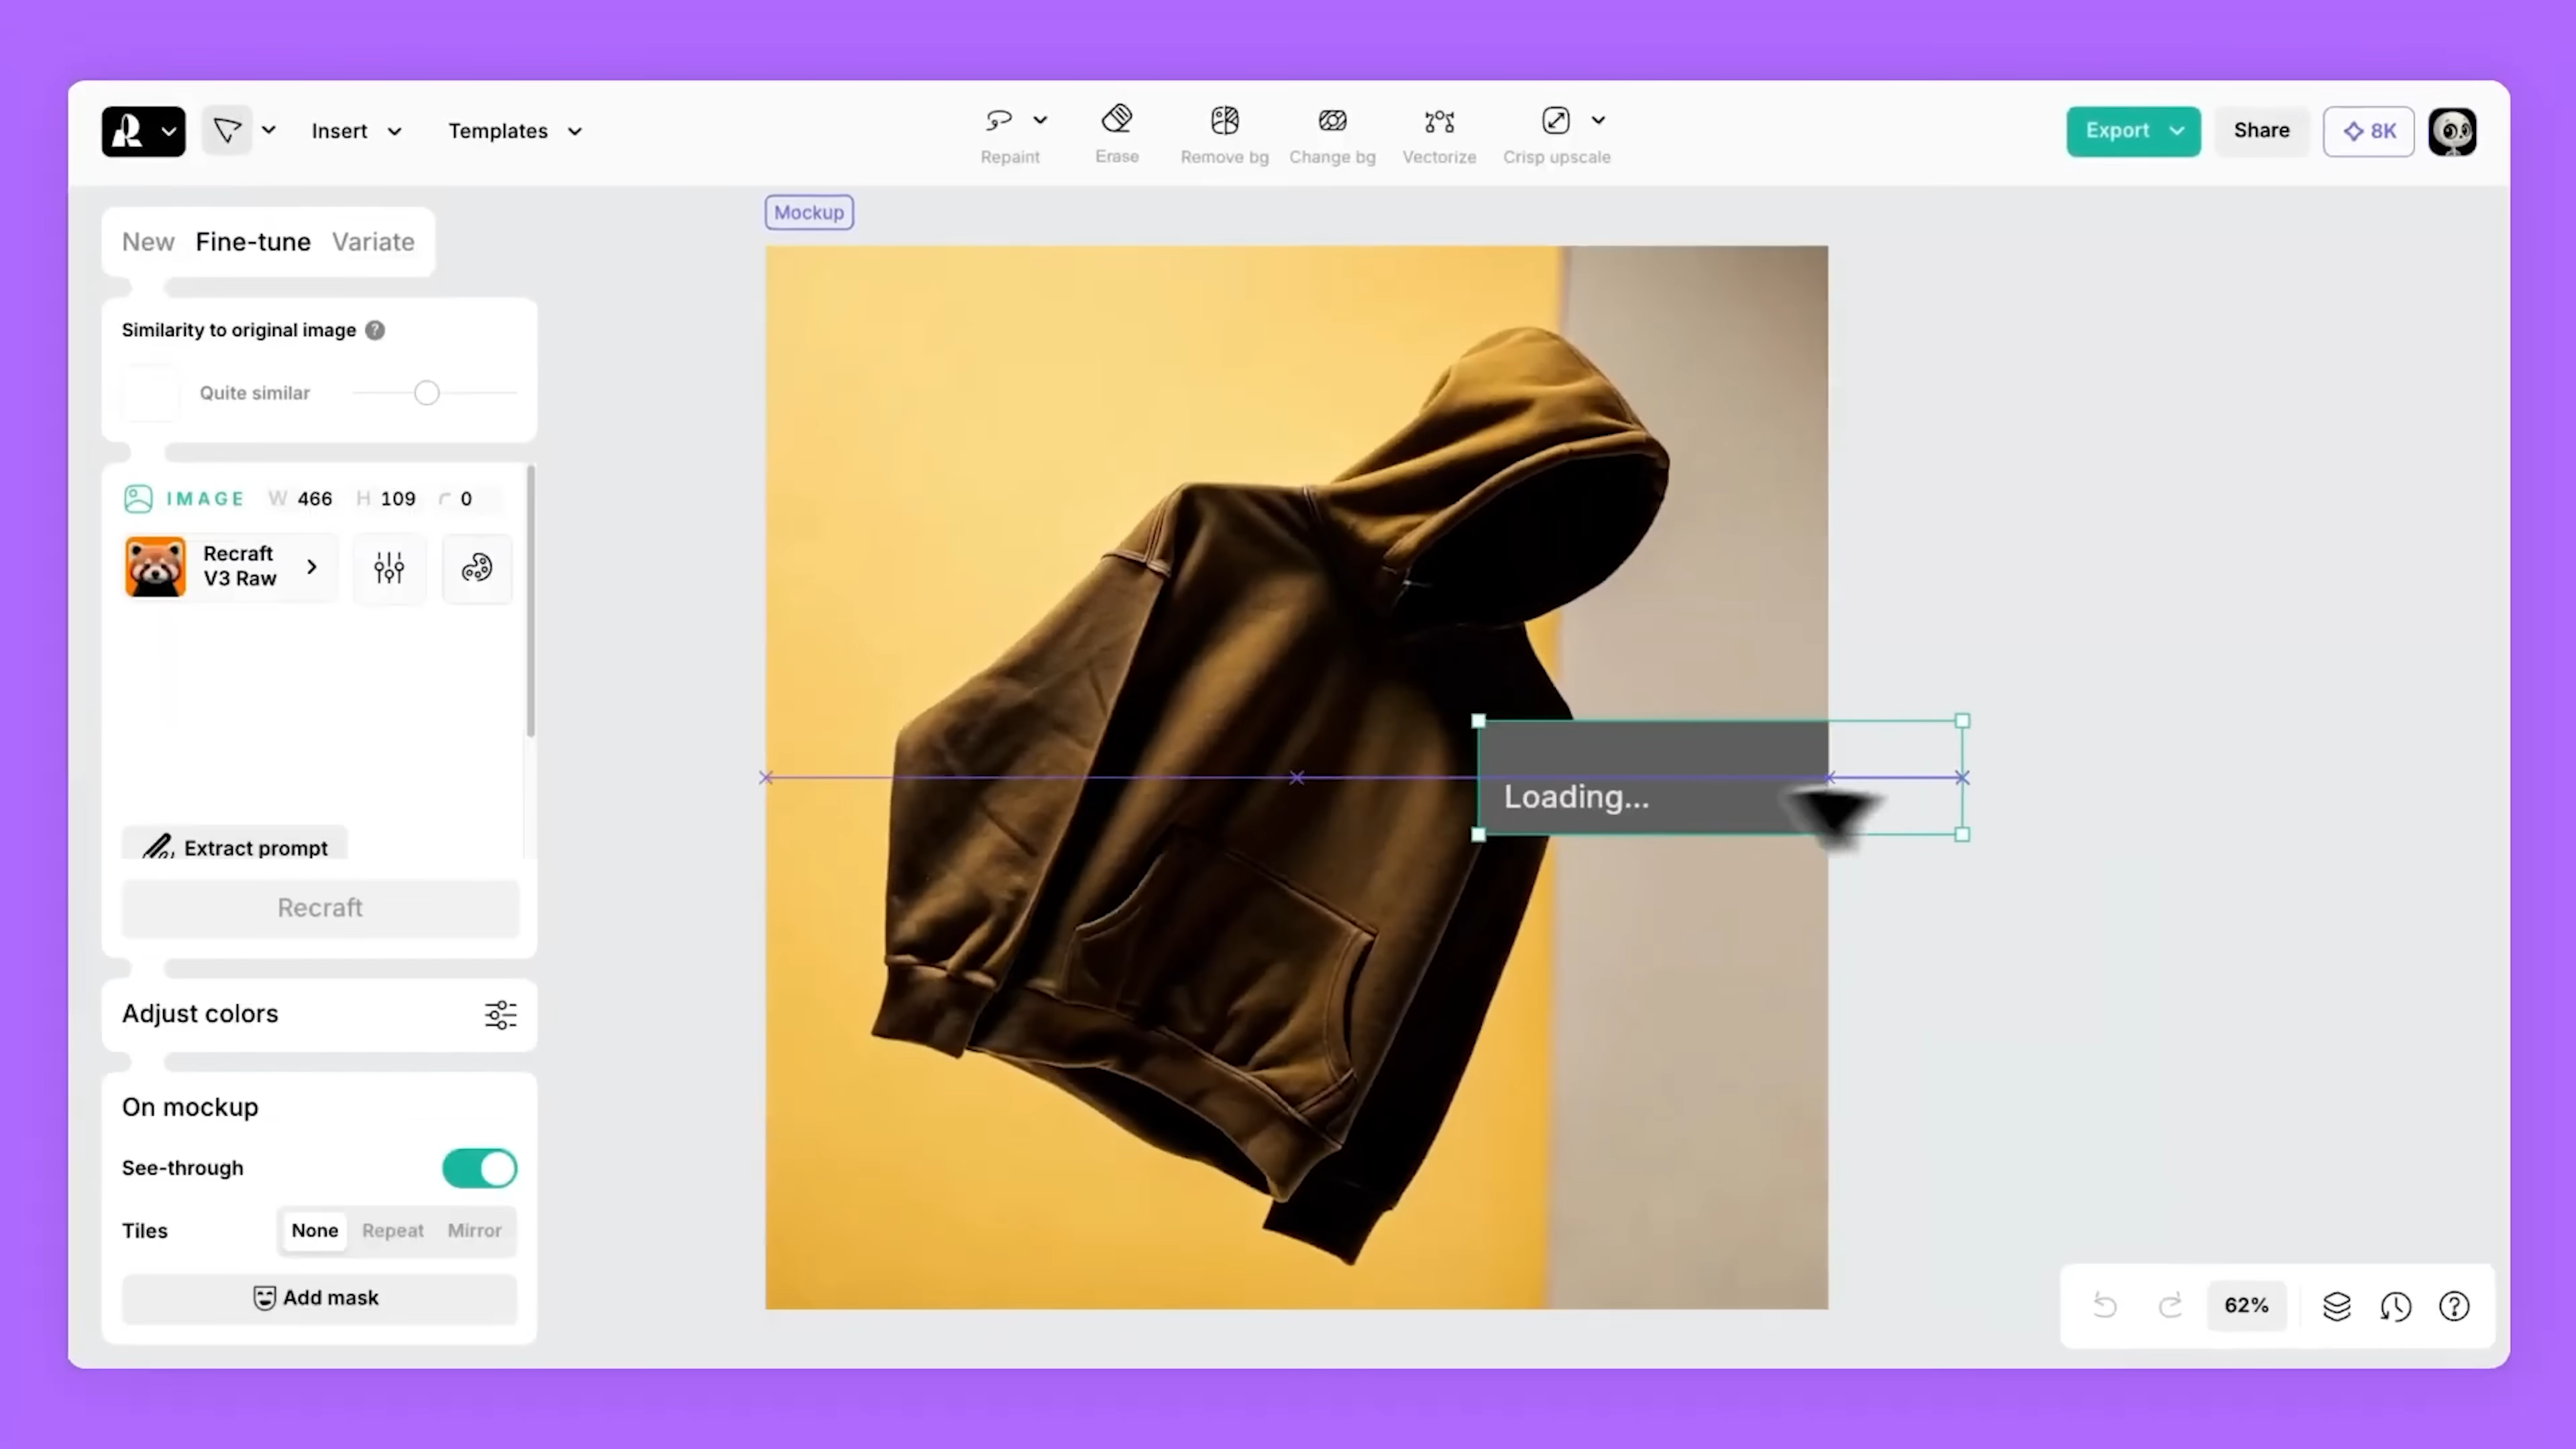 Insert
Templates
Repaint
Erase
Remove bg
Change bg
Vectorize
Crisp upscale
Export
Share
8K
New Fine-tune Variate
Similarity to original image ?
Quite similar
IMAGE W 466 H 109 0
Recraft
V3 Raw
Extract prompt
Recraft
Adjust colors
On mockup
See-through
Tiles None Repeat Mirror
Add mask
Mockup
Loading...
62%
?